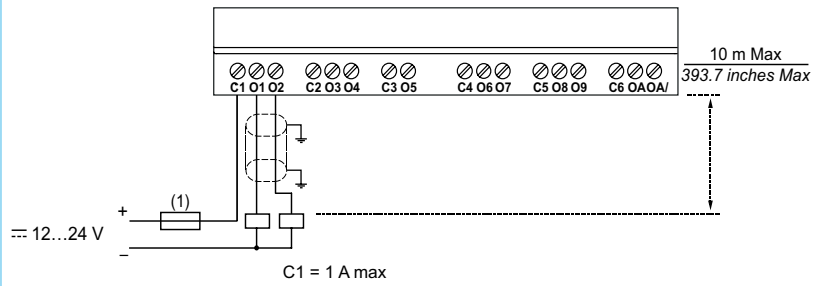 10 m Max
393.7 inches Max
C1 O1 O2 C2 O3 O4 C3 O5 C4 O6 O7 C5 O8 O9 C6 OA OA/
(1)
+
12...24 V
–
C1 = 1 A max